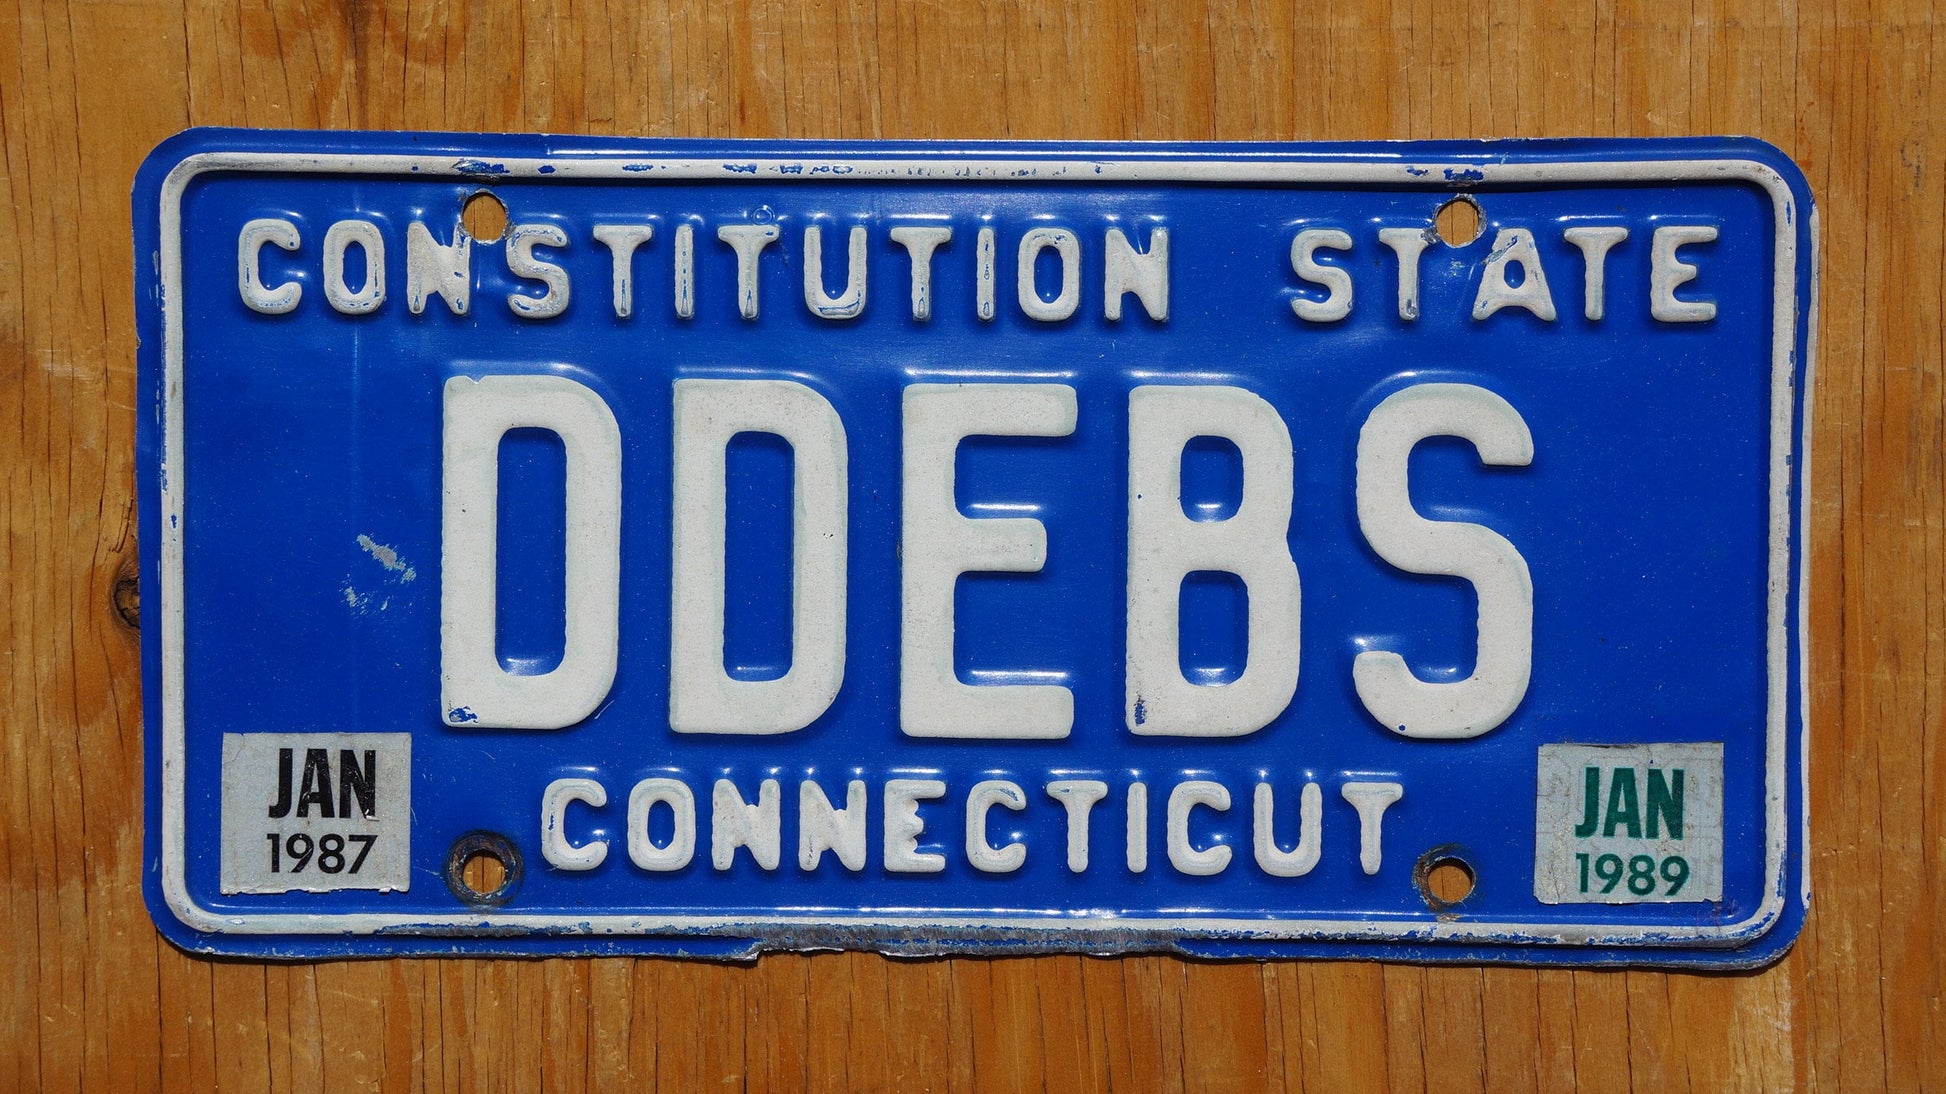 CONSTITUTION STATE
DDEBS
JAN
1987
CONNECTICUT
JAN
1989